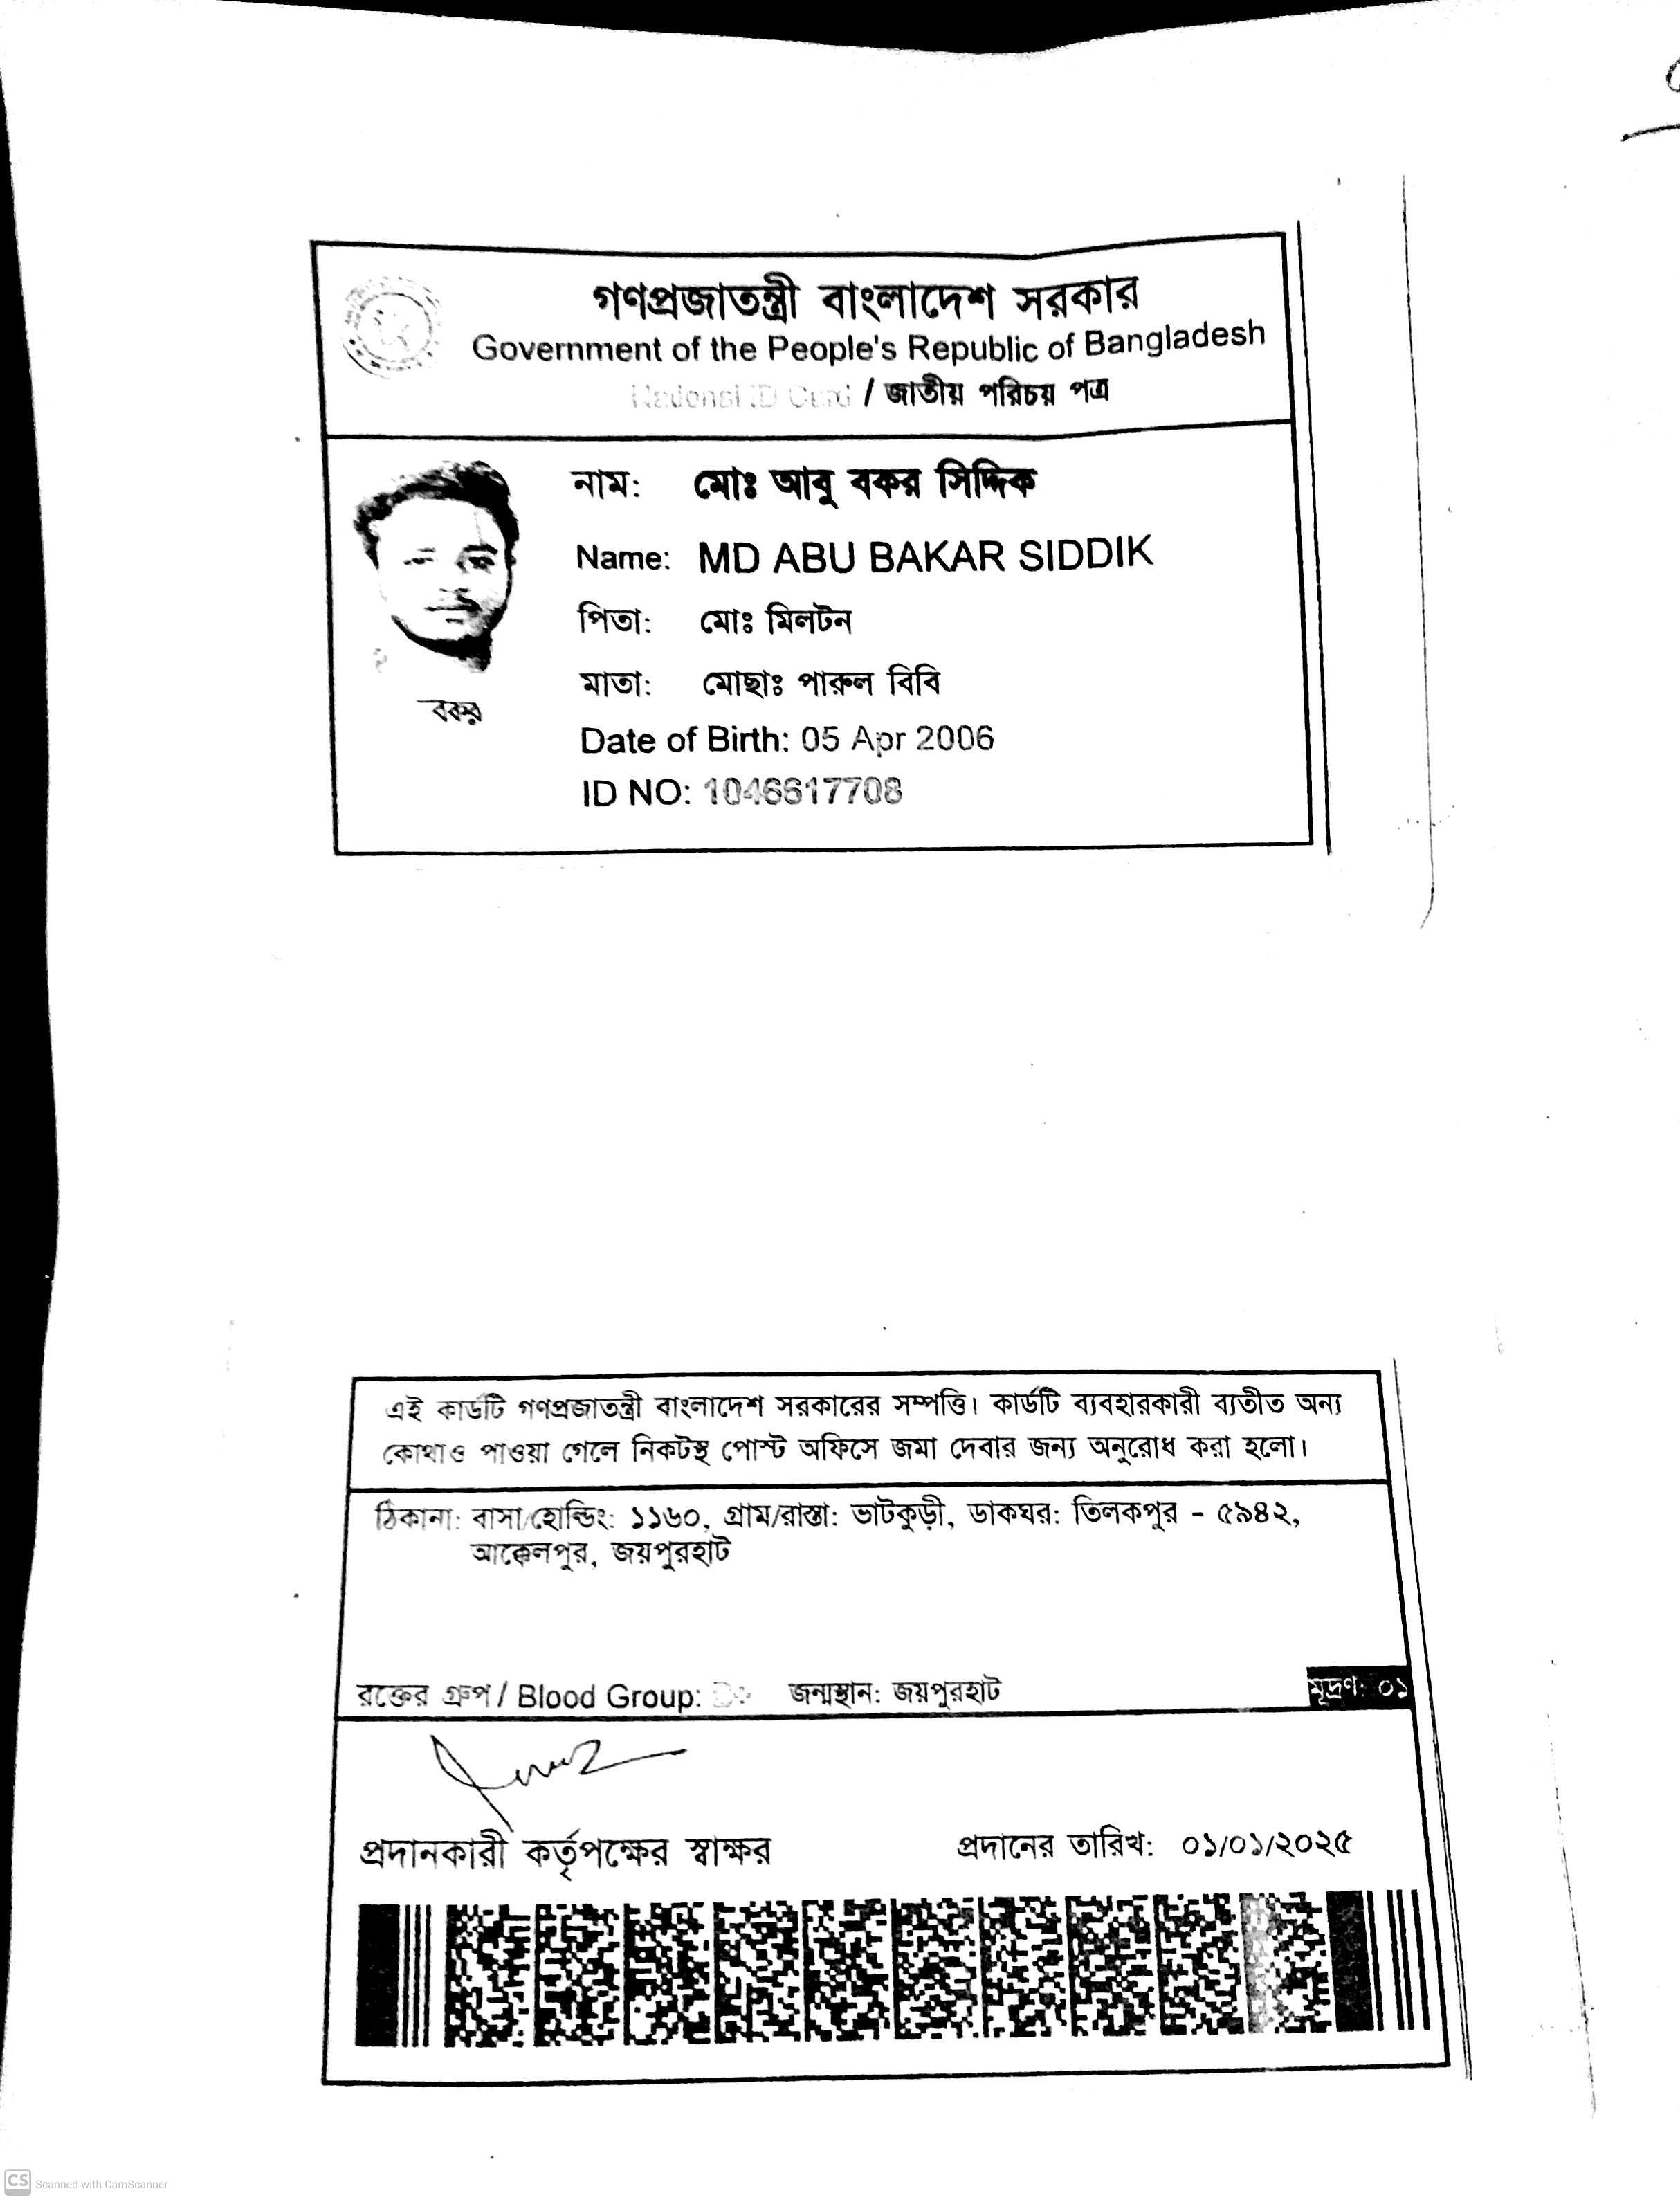 গণপ্রজাতন্ত্রী বাংলাদেশ সরকার
Government of the People's Republic of Bangladesh
National ID Card / জাতীয় পরিচয় পত্র
নাম: মোঃ আবু বকর সিদ্দিক
Name: MD ABU BAKAR SIDDIK
পিতা: মোঃ মিলটন
মাতা: মোছাঃ পারুল বিবি
বকর
Date of Birth: 05 Apr 2006
ID NO: 1046617708
এই কার্ডটি গণপ্রজাতন্ত্রী বাংলাদেশ সরকারের সম্পত্তি। কার্ডটি ব্যবহারকারী ব্যতীত অন্য
কোথাও পাওয়া গেলে নিকটস্থ পোস্ট অফিসে জমা দেবার জন্য অনুরোধ করা হলো।
ঠিকানা: বাসা/হোল্ডিং: ১১৬০, গ্রাম/রাস্তা: ভাটকুড়ী, ডাকঘর: তিলকপুর - ৫৯৪২,
আক্কেলপুর, জয়পুরহাট
রক্তের গ্রুপ / Blood Group: জন্মস্থান: জয়পুরহাট মূদ্রণ: ০১
প্রদানকারী কর্তৃপক্ষের স্বাক্ষর প্রদানের তারিখ: ০১/০১/২০২৫
CS Scanned with CamScanner